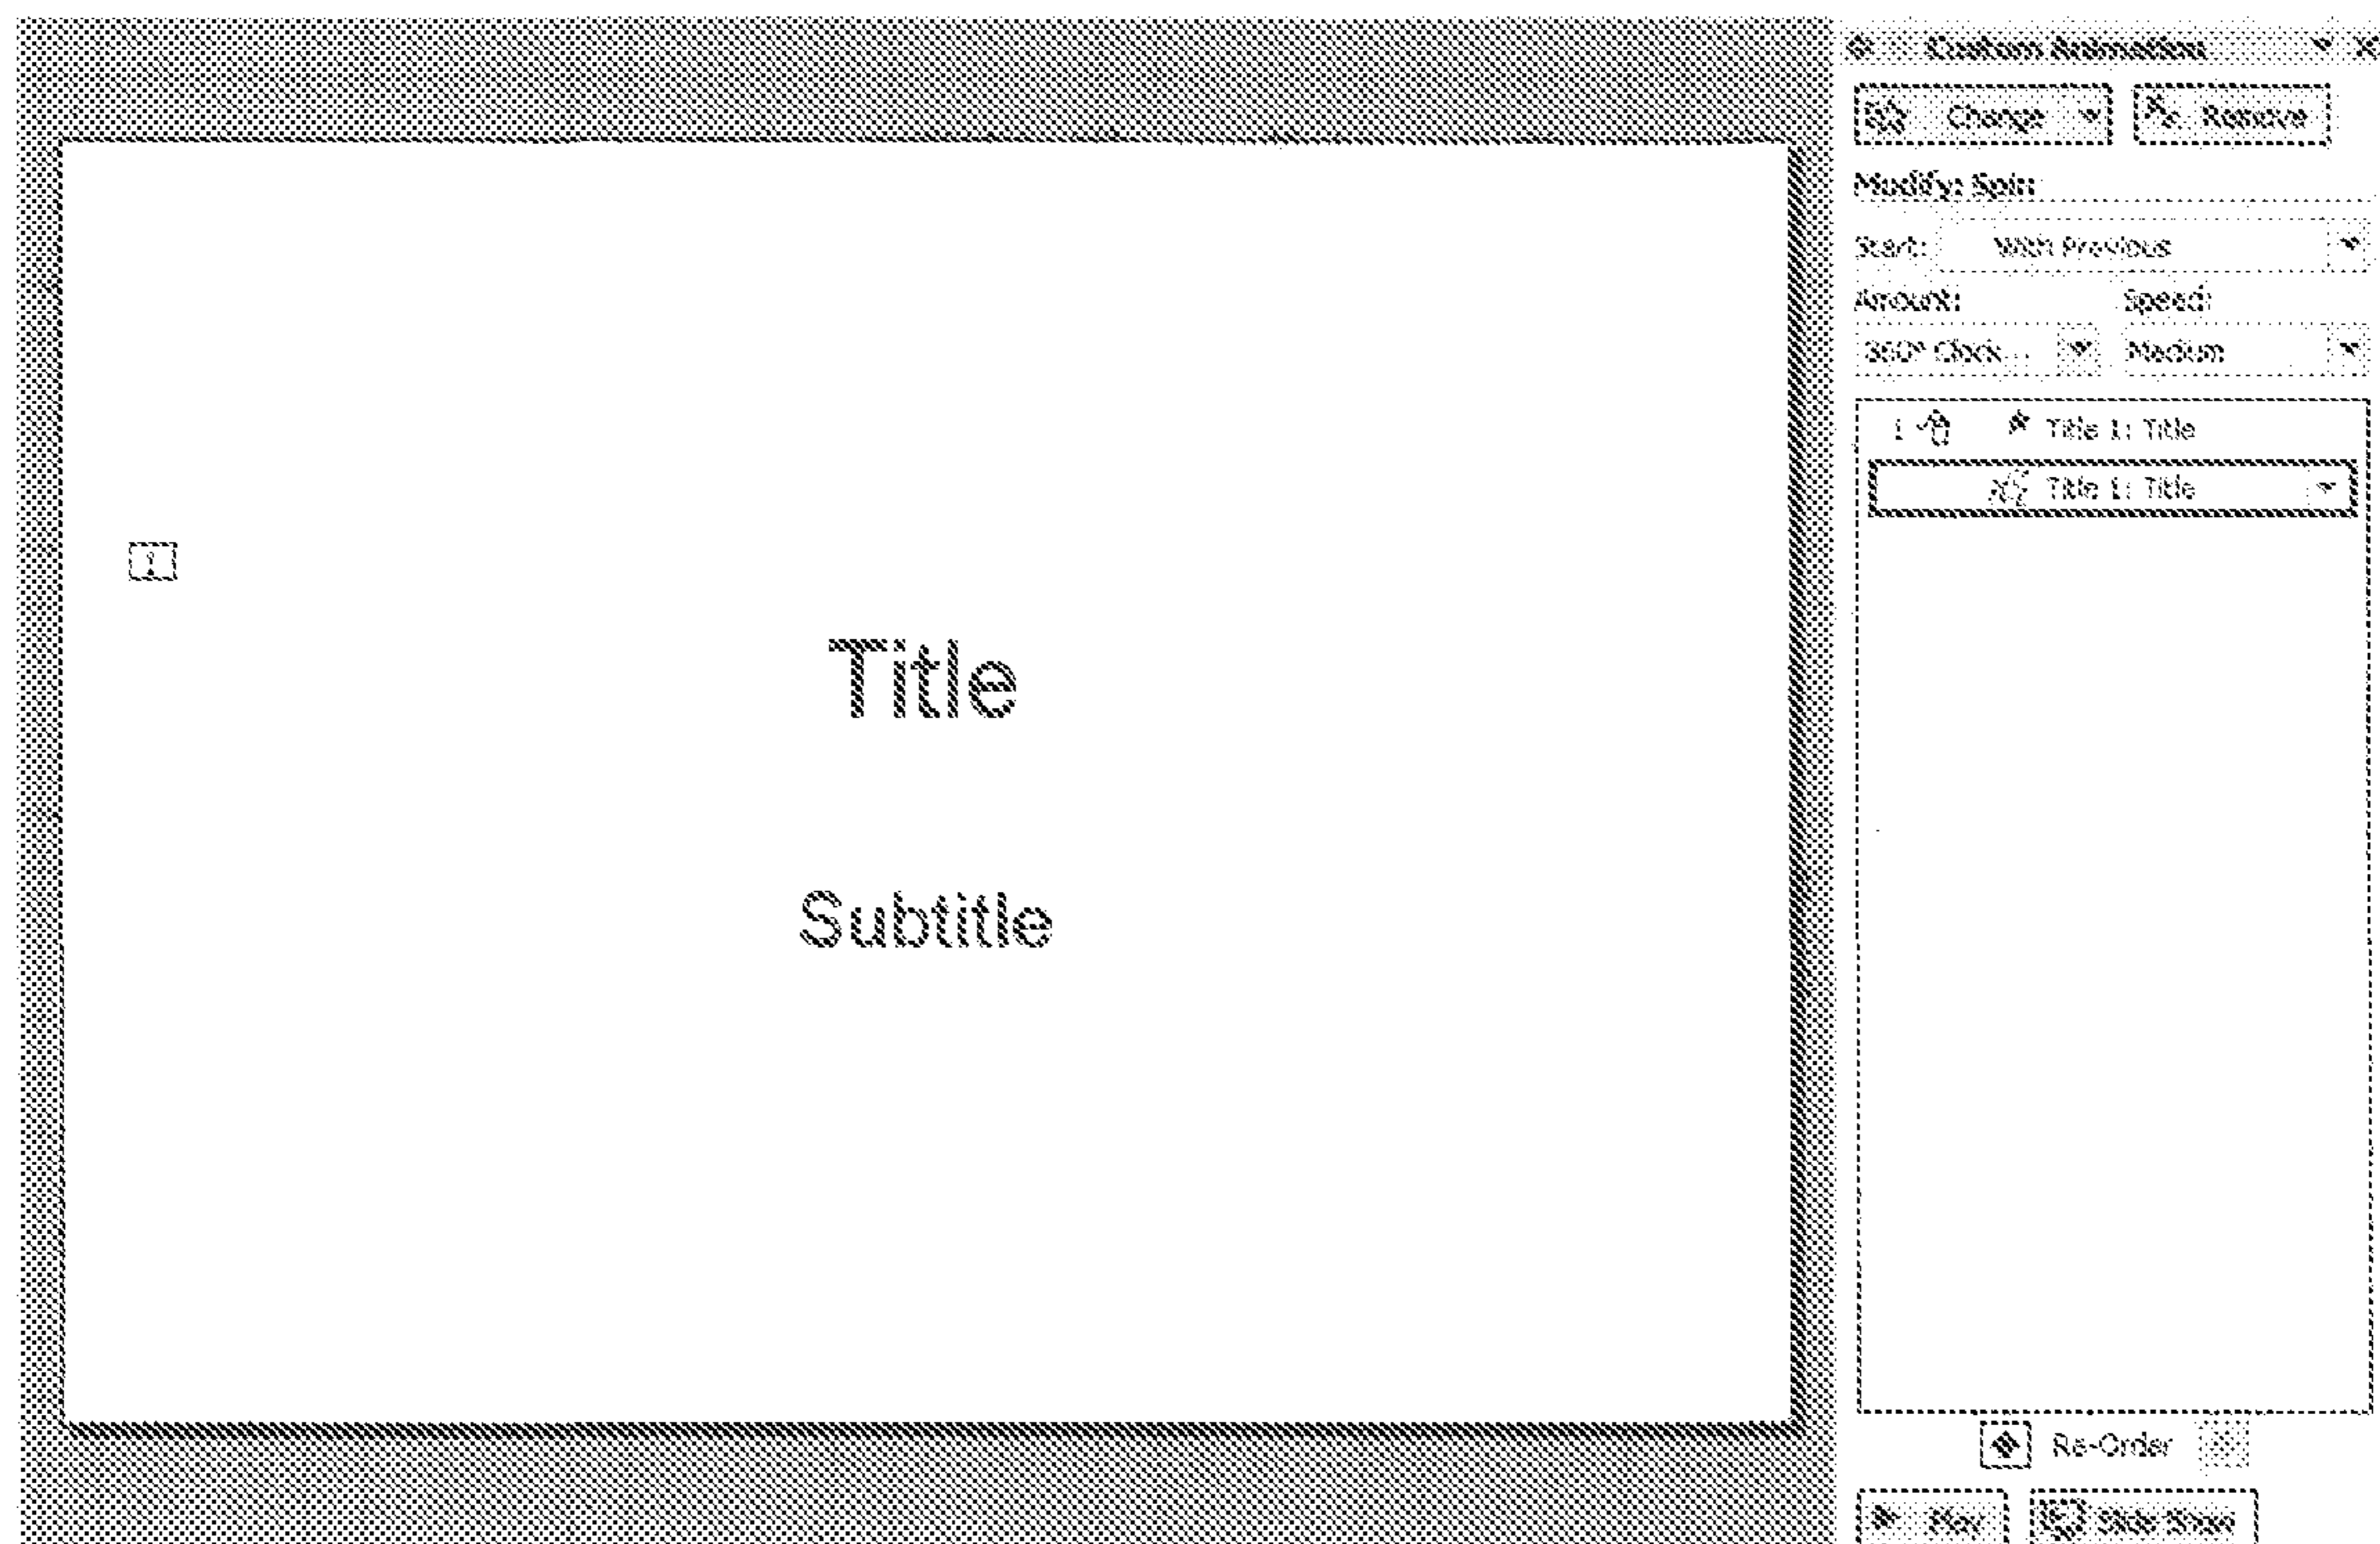 Custom Animation
Change Remove
Modify: Spin
Start: With Previous
Amount: Speed:
360° Clock... Medium
1 Title 1: Title
Title 1: Title
1
Title
Subtitle
Re-Order
Play Slide Show